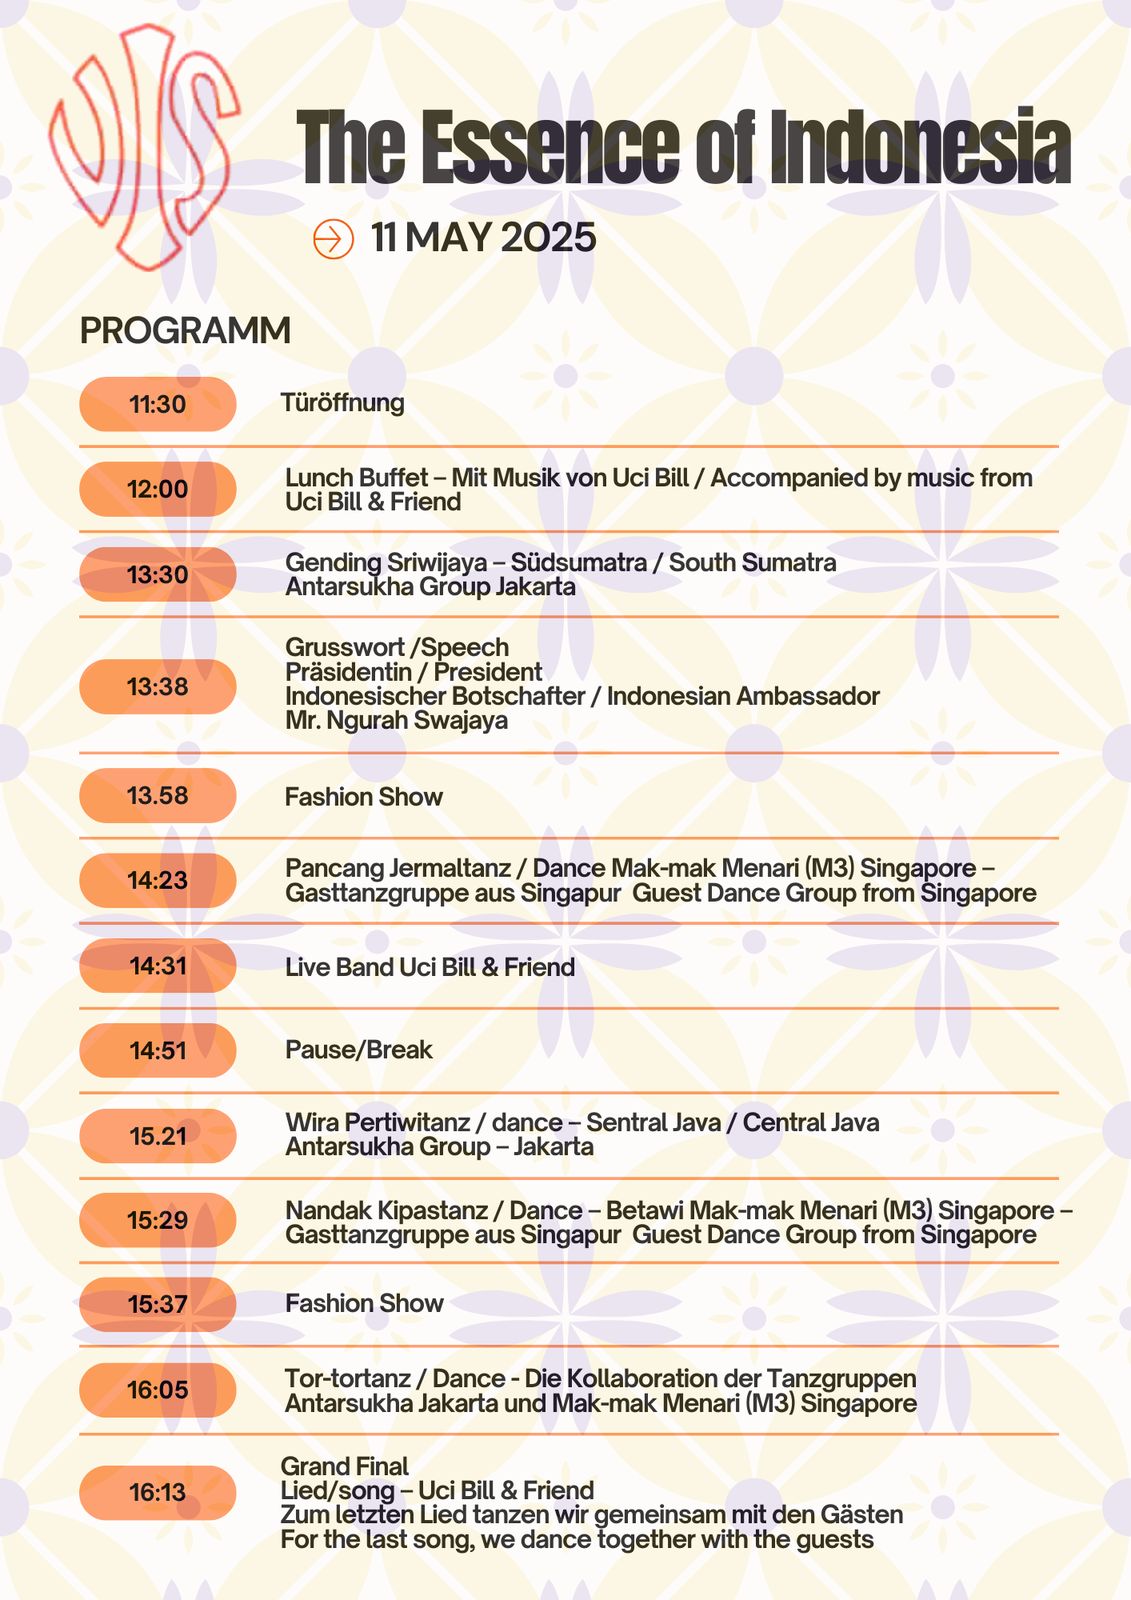 VIS
The Essence of Indonesia
11 MAY 2025
PROGRAMM
11:30
Türöffnung
12:00
Lunch Buffet – Mit Musik von Uci Bill / Accompanied by music from
Uci Bill & Friend
13:30
Gending Sriwijaya – Südsumatra / South Sumatra
Antarsukha Group Jakarta
13:38
Grusswort /Speech
Präsidentin / President
Indonesischer Botschafter / Indonesian Ambassador
Mr. Ngurah Swajaya
13.58
Fashion Show
14:23
Pancang Jermaltanz / Dance Mak-mak Menari (M3) Singapore –
Gasttanzgruppe aus Singapur  Guest Dance Group from Singapore
14:31
Live Band Uci Bill & Friend
14:51
Pause/Break
15.21
Wira Pertiwitanz / dance – Sentral Java / Central Java
Antarsukha Group – Jakarta
15:29
Nandak Kipastanz / Dance – Betawi Mak-mak Menari (M3) Singapore –
Gasttanzgruppe aus Singapur  Guest Dance Group from Singapore
15:37
Fashion Show
16:05
Tor-tortanz / Dance - Die Kollaboration der Tanzgruppen
Antarsukha Jakarta und Mak-mak Menari (M3) Singapore
16:13
Grand Final
Lied/song – Uci Bill & Friend
Zum letzten Lied tanzen wir gemeinsam mit den Gästen
For the last song, we dance together with the guests